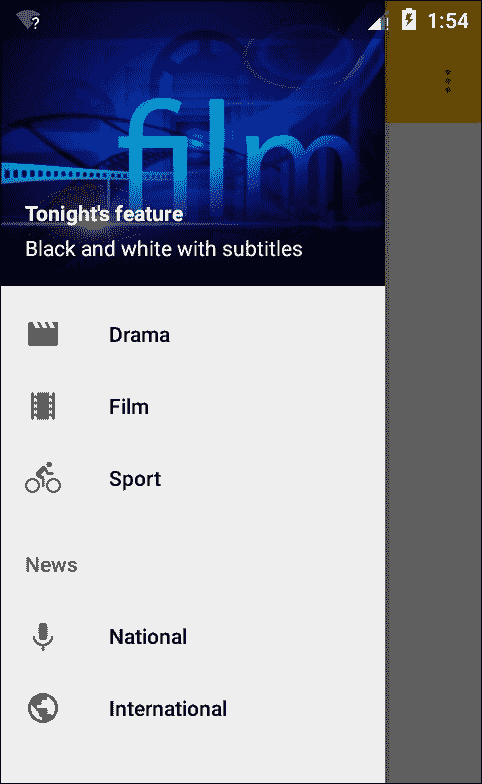 ?
1:54
film
Tonight's feature
Black and white with subtitles
Drama
Film
Sport
News
National
International